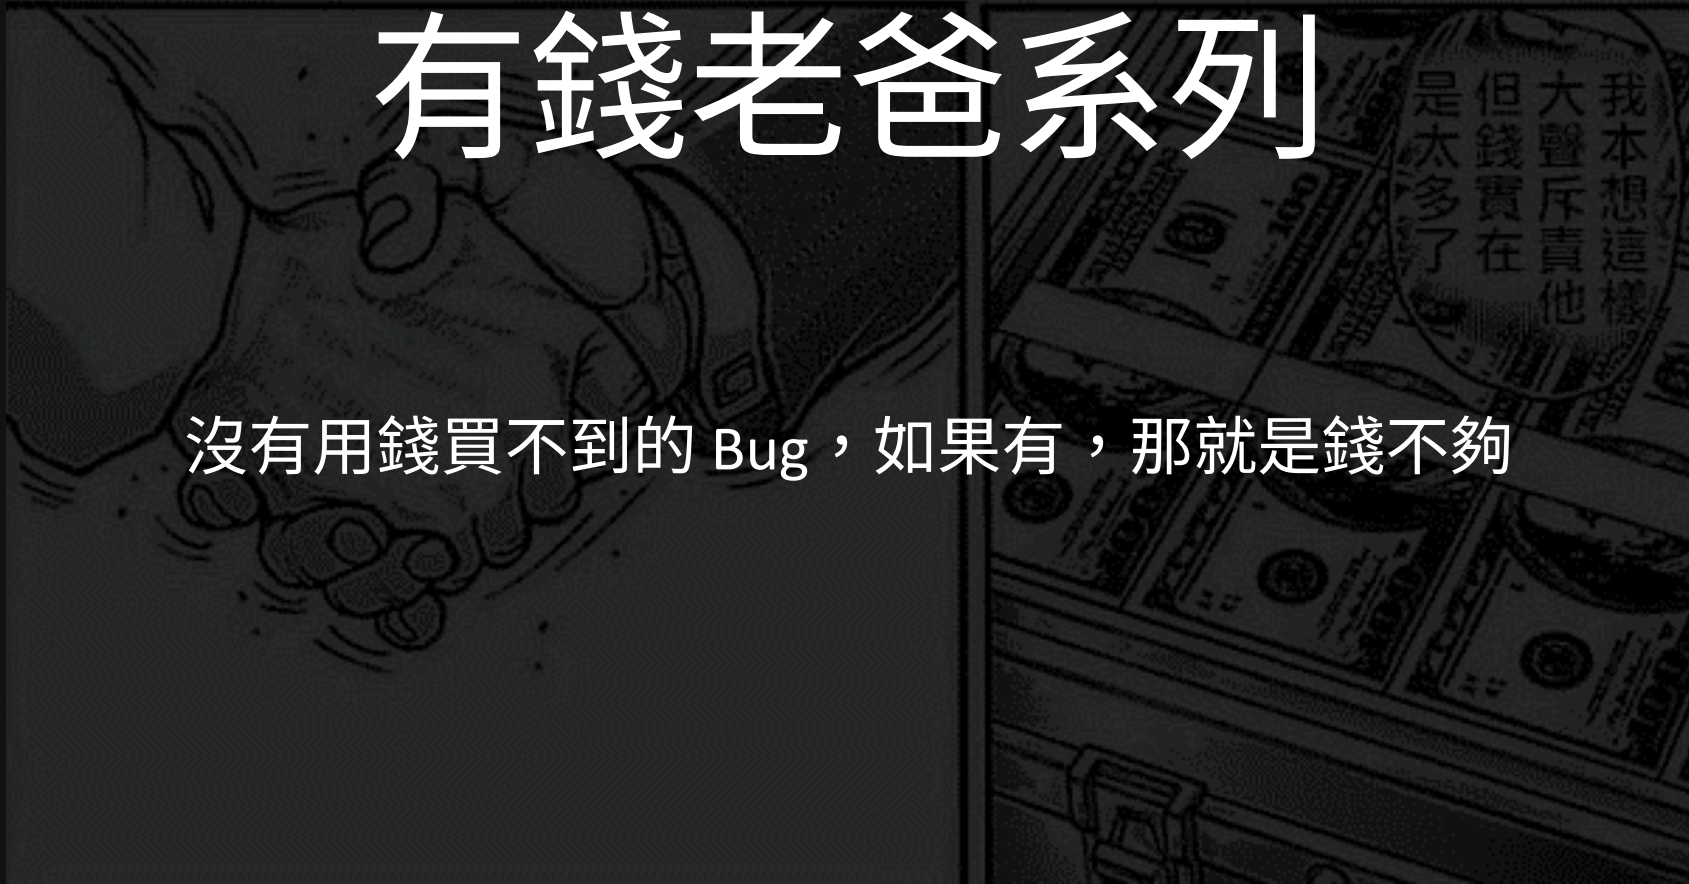 有錢老爸系列
我本想這樣
大聲斥責他
但錢實在
是太多了
沒有用錢買不到的 Bug，如果有，那就是錢不夠